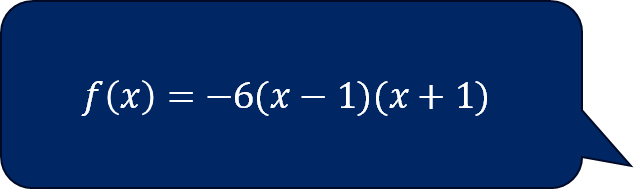 f(x) = −6(x − 1)(x + 1)